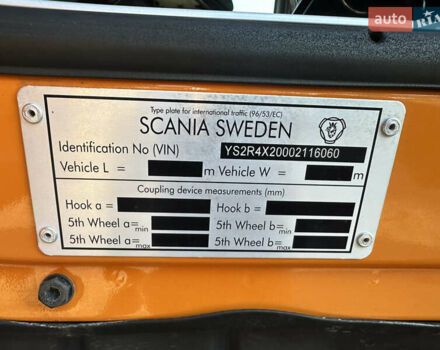 auto RIA
Type plate for international traffic (96/53/EC)
SCANIA SWEDEN
Identification No (VIN) YS2R4X20002116060
Vehicle L = m Vehicle W = m
Coupling device measurements (mm)
Hook a = Hook b =
5th Wheel a= min 5th Wheel b= min
5th Wheel a= max 5th Wheel b= max